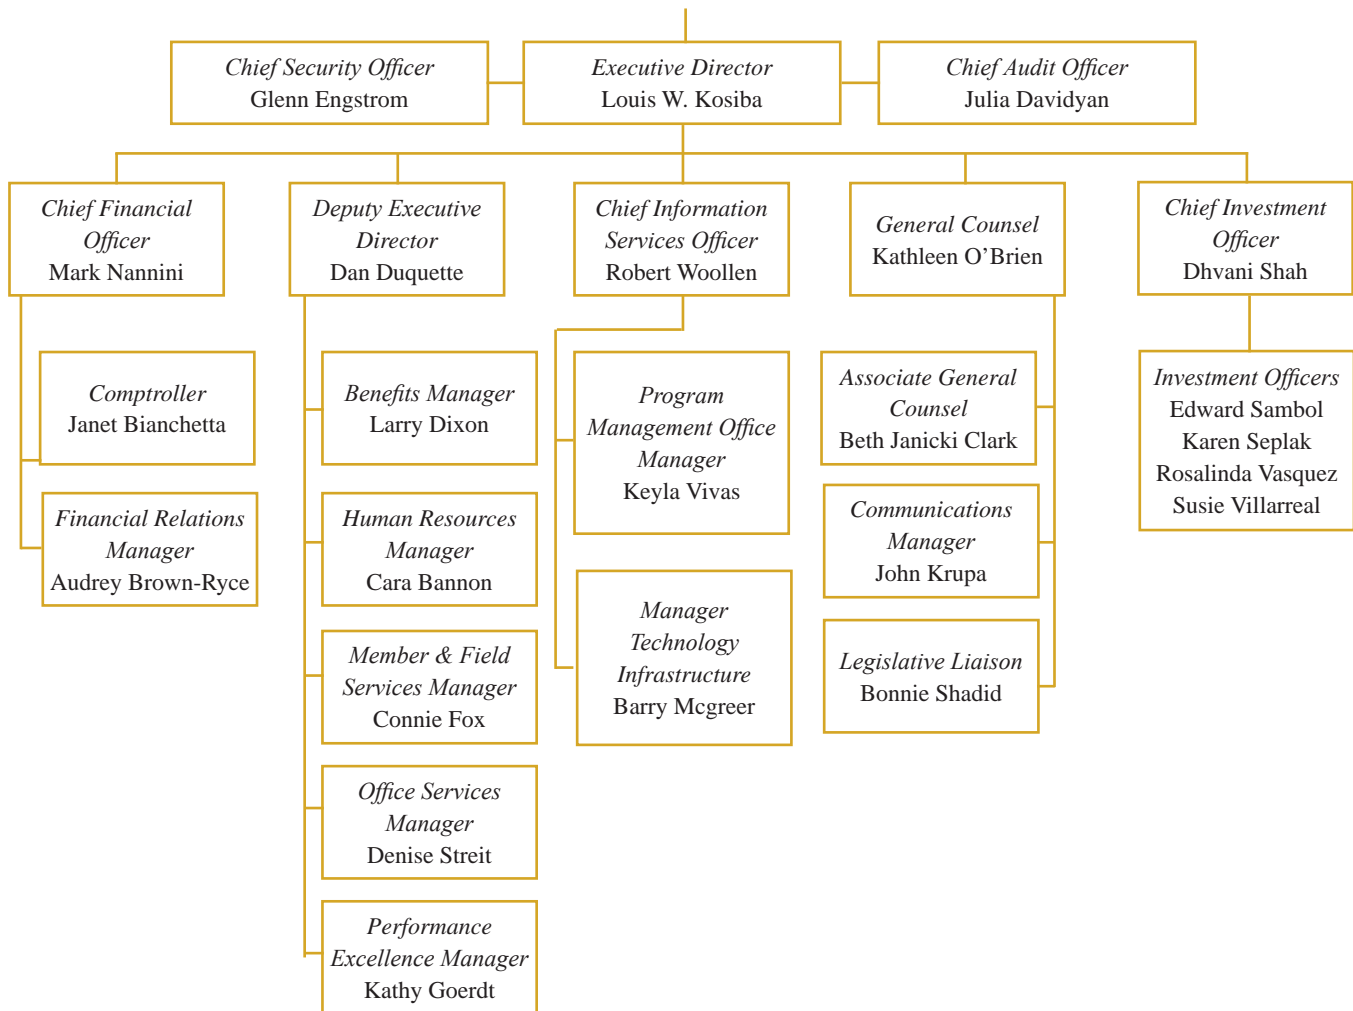 Chief Security Officer
Glenn Engstrom
Executive Director
Louis W. Kosiba
Chief Audit Officer
Julia Davidyan
Chief Financial
Officer
Mark Nannini
Deputy Executive
Director
Dan Duquette
Chief Information
Services Officer
Robert Woollen
General Counsel
Kathleen O’Brien
Chief Investment
Officer
Dhvani Shah
Comptroller
Janet Bianchetta
Financial Relations
Manager
Audrey Brown-Ryce
Benefits Manager
Larry Dixon
Human Resources
Manager
Cara Bannon
Member & Field
Services Manager
Connie Fox
Office Services
Manager
Denise Streit
Performance
Excellence Manager
Kathy Goerdt
Program
Management Office
Manager
Keyla Vivas
Manager
Technology
Infrastructure
Barry Mcgreer
Associate General
Counsel
Beth Janicki Clark
Communications
Manager
John Krupa
Legislative Liaison
Bonnie Shadid
Investment Officers
Edward Sambol
Karen Seplak
Rosalinda Vasquez
Susie Villarreal